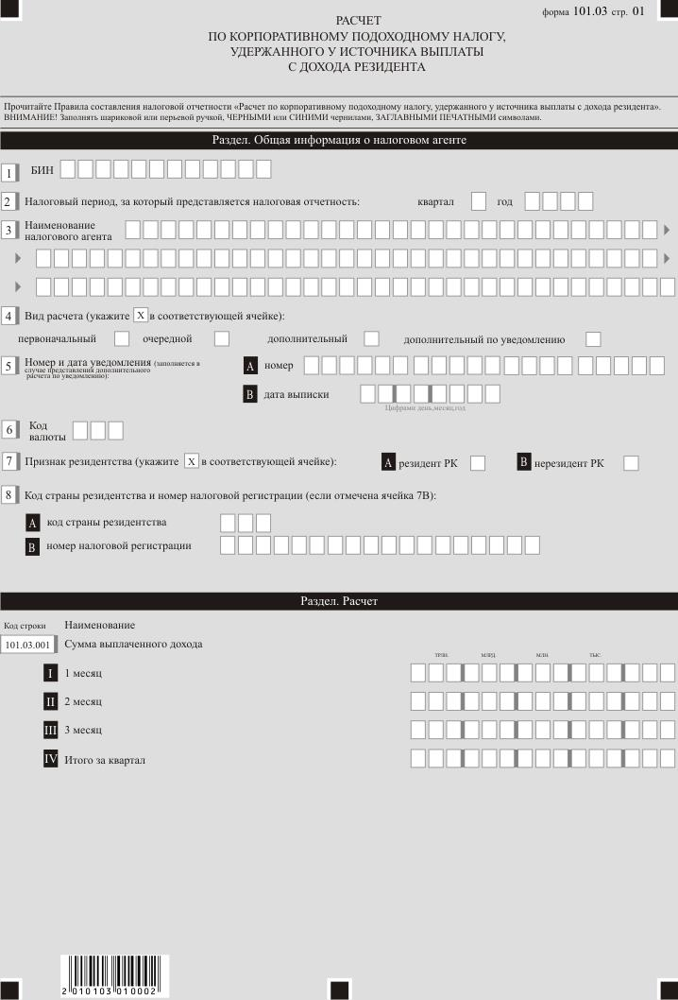 форма 101.03 стр. 01
РАСЧЕТ
ПО КОРПОРАТИВНОМУ ПОДОХОДНОМУ НАЛОГУ,
УДЕРЖАННОГО У ИСТОЧНИКА ВЫПЛАТЫ
С ДОХОДА РЕЗИДЕНТА
Прочитайте Правила составления налоговой отчетности «Расчет по корпоративному подоходному налогу, удержанного у источника выплаты с дохода резидента».
ВНИМАНИЕ! Заполнять шариковой или перьевой ручкой, ЧЕРНЫМИ или СИНИМИ чернилами, ЗАГЛАВНЫМИ ПЕЧАТНЫМИ символами.
Раздел. Общая информация о налоговом агенте
1 БИН
2 Налоговый период, за который представляется налоговая отчетность: квартал год
3 Наименование
налогового агента
4 Вид расчета (укажите X в соответствующей ячейке):
первоначальный очередной дополнительный дополнительный по уведомлению
5 Номер и дата уведомления (заполняется в
случае представления дополнительного
расчета по уведомлению):
A номер
B дата выписки
Цифрами день,месяц,год
6 Код
валюты
7 Признак резидентства (укажите X в соответствующей ячейке): A резидент РК B нерезидент РК
8 Код страны резидентства и номер налоговой регистрации (если отмечена ячейка 7В):
A код страны резидентства
B номер налоговой регистрации
Раздел. Расчет
Код строки Наименование
101.03.001 Сумма выплаченного дохода
ТРЛН. МЛРД. МЛН. ТЫС.
I 1 месяц
II 2 месяц
III 3 месяц
IV Итого за квартал
2 010103 010002